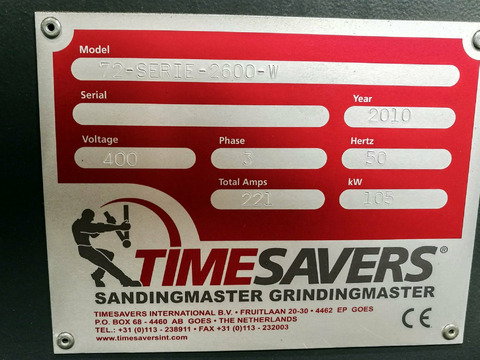 Model
72-SERIE-2600-W
Serial
Year
2010
Voltage
400
Phase
3
Hertz
50
Total Amps
221
kW
105
TIMESAVERS®
SANDINGMASTER GRINDINGMASTER
TIMESAVERS INTERNATIONAL B.V. • FRUITLAAN 20-30 • 4462 EP GOES
P.O. BOX 68 - 4460 AB GOES • THE NETHERLANDS
TEL. +31 (0)113 - 238911 • FAX +31 (0)113 - 232003
www.timesaversint.com
CE